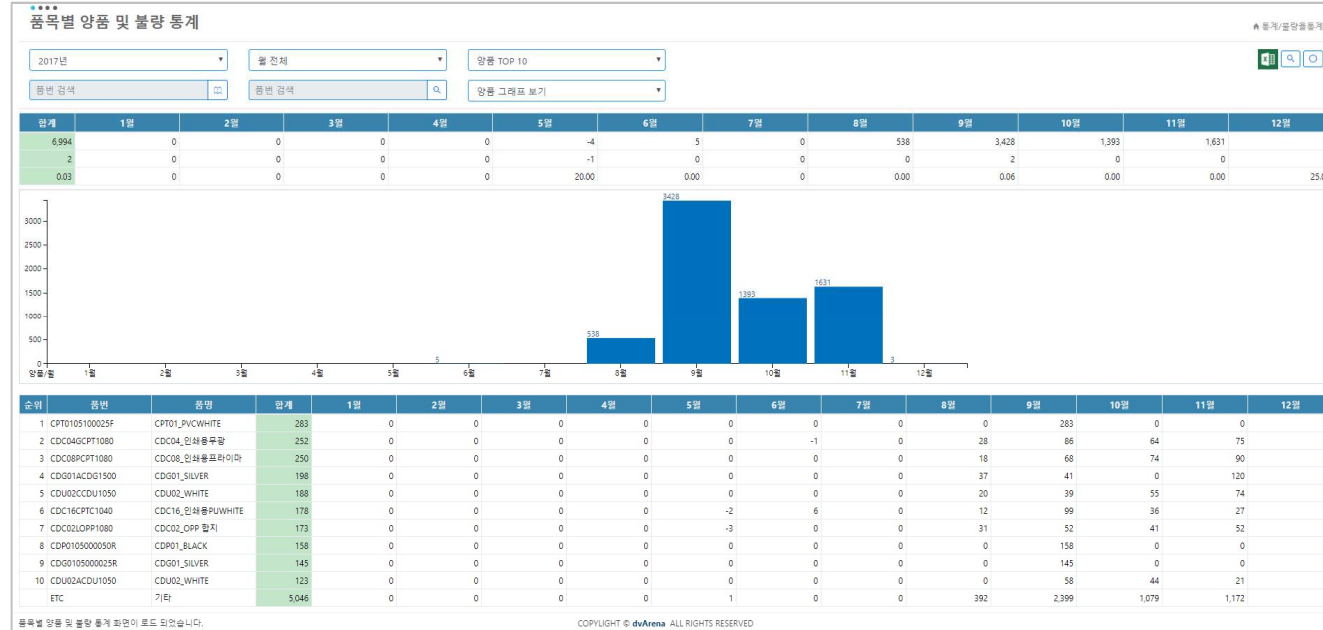 품목별 양품 및 불량 통계
통계/불량율통계
2017년 월 전체 양품 TOP 10
품번 검색 품번 검색 양품 그래프 보기
합계 1월 2월 3월 4월 5월 6월 7월 8월 9월 10월 11월 12월
6,994 0 0 0 0 -4 5 0 538 3,428 1,393 1,631
2 0 0 0 0 -1 0 0 0 2 0 0
0.03 0 0 0 0 20.00 0.00 0 0.00 0.06 0.00 0.00 25.0
3428
3000
2500
2000
1631
1500
1393
1000
538
500
5 3
0
양품/월 1월 2월 3월 4월 5월 6월 7월 8월 9월 10월 11월 12월
순위 품번 품명 합계 1월 2월 3월 4월 5월 6월 7월 8월 9월 10월 11월 12월
1 CPT0105100025F CPT01_PVCWHITE 283 0 0 0 0 0 0 0 0 283 0 0
2 CDC04GCPT1080 CDC04_인쇄용무광 252 0 0 0 0 0 -1 0 28 86 64 75
3 CDC08PCPT1080 CDC08_인쇄용프라이마 250 0 0 0 0 0 0 0 18 68 74 90
4 CDG01ACDG1500 CDG01_SILVER 198 0 0 0 0 0 0 0 37 41 0 120
5 CDU02CCDU1050 CDU02_WHITE 188 0 0 0 0 0 0 0 20 39 55 74
6 CDC16CPTC1040 CDC16_인쇄용PUWHITE 178 0 0 0 0 -2 6 0 12 99 36 27
7 CDC02LOPP1080 CDC02_OPP 합지 173 0 0 0 0 -3 0 0 31 52 41 52
8 CDP0105000050R CDP01_BLACK 158 0 0 0 0 0 0 0 0 158 0 0
9 CDG0105000025R CDG01_SILVER 145 0 0 0 0 0 0 0 0 145 0 0
10 CDU02ACDU1050 CDU02_WHITE 123 0 0 0 0 0 0 0 0 58 44 21
ETC 기타 5,046 0 0 0 0 1 0 0 392 2,399 1,079 1,172
품목별 양품 및 불량 통계 화면이 로드 되었습니다. COPYLIGHT © dvArena ALL RIGHTS RESERVED